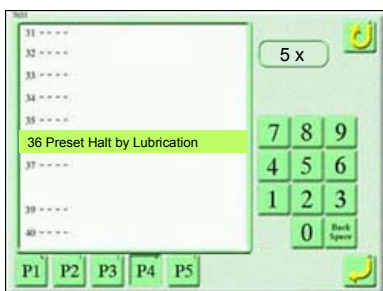 31 ----
32 ----
5 x
33 ----
34 ----
35 ----
36 Preset Halt by Lubrication
37 ----
39 ----
40 ----
7 8 9
4 5 6
1 2 3
0 Back Space
P1 P2 P3 P4 P5